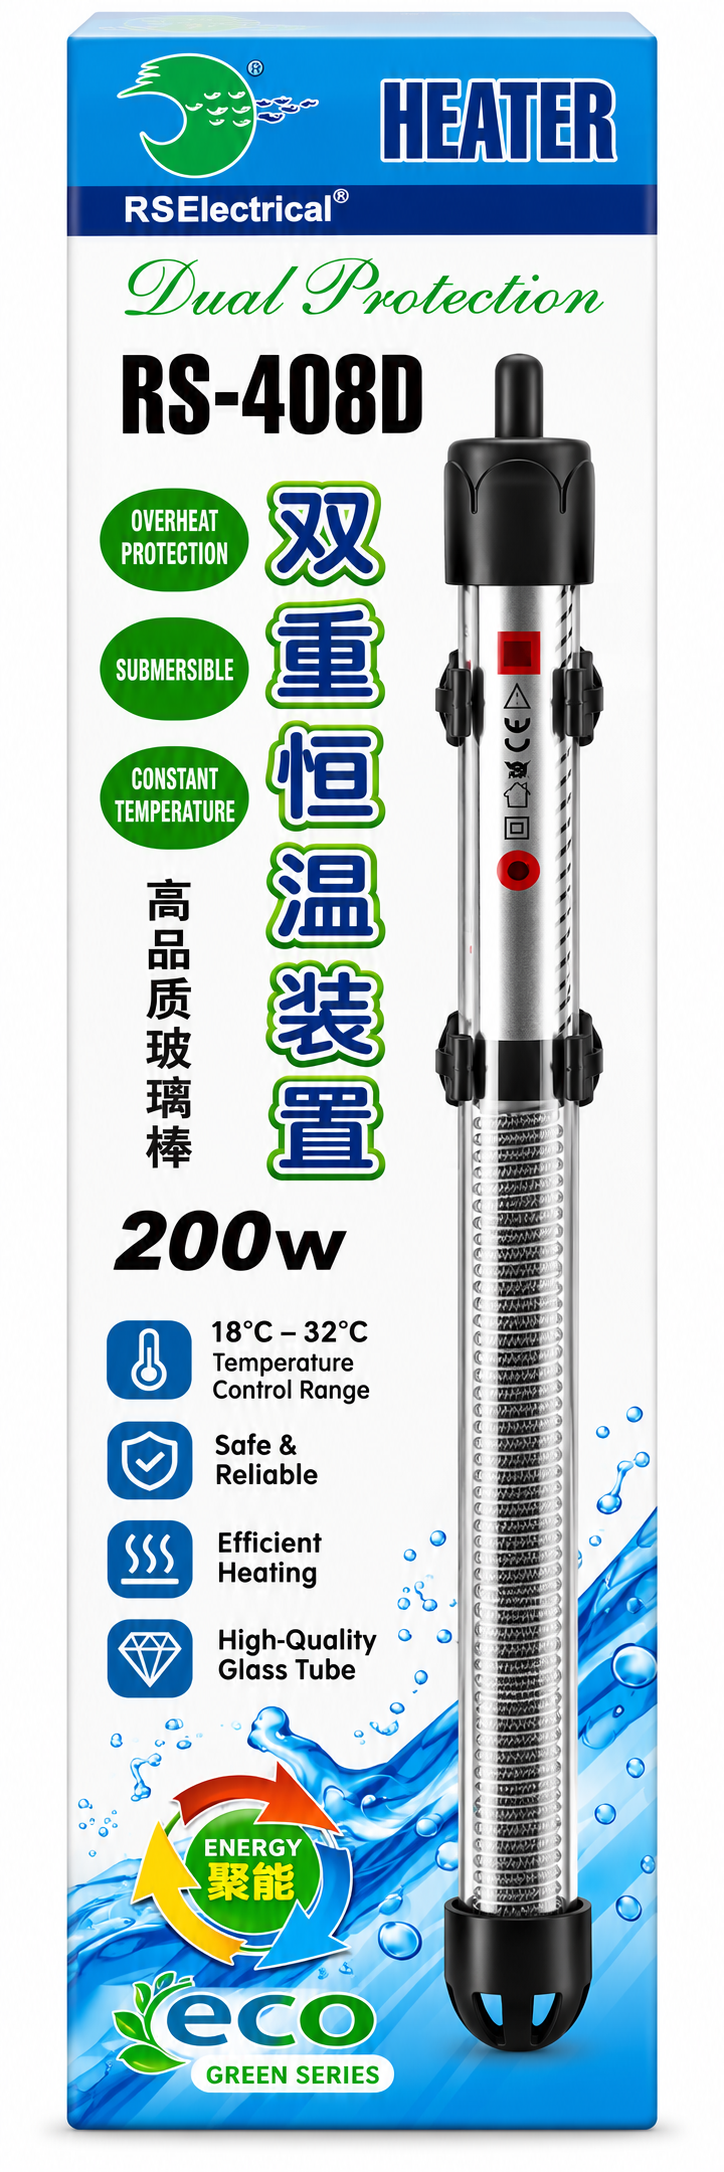 ®
HEATER
RSElectrical®
Dual Protection
RS-408D
OVERHEAT
PROTECTION
SUBMERSIBLE
CONSTANT
TEMPERATURE
双重恒温装置
高品质玻璃棒
CE
200w
18°C – 32°C
Temperature
Control Range
Safe &
Reliable
Efficient
Heating
High-Quality
Glass Tube
ENERGY
聚能
eco
GREEN SERIES